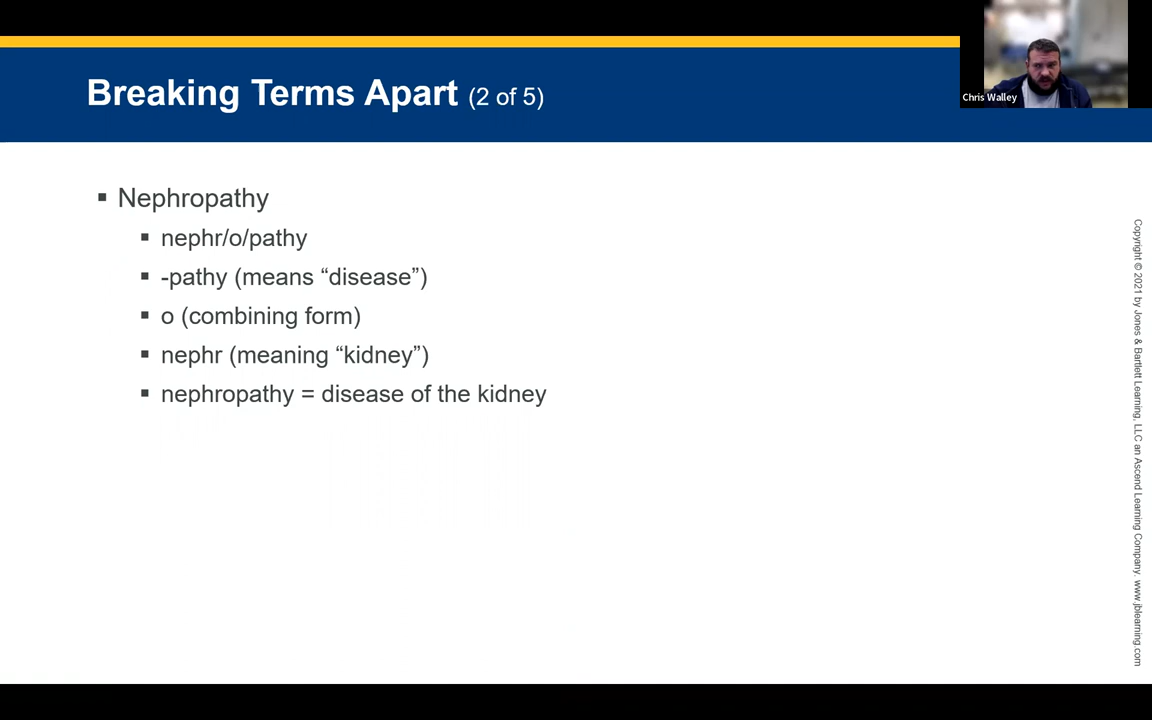 Breaking Terms Apart (2 of 5)
Chris Walley
Nephropathy
nephr/o/pathy
-pathy (means “disease”)
o (combining form)
nephr (meaning “kidney”)
nephropathy = disease of the kidney
Copyright © 2021 by Jones & Bartlett Learning, LLC an Ascend Learning Company. www.jblearning.com